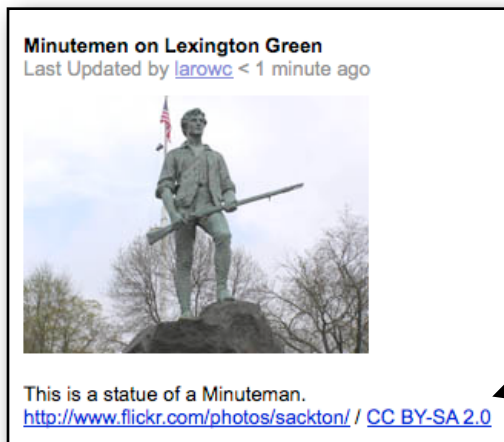 Minutemen on Lexington Green
Last Updated by larowc < 1 minute ago
This is a statue of a Minuteman.
http://www.flickr.com/photos/sackton/ / CC BY-SA 2.0